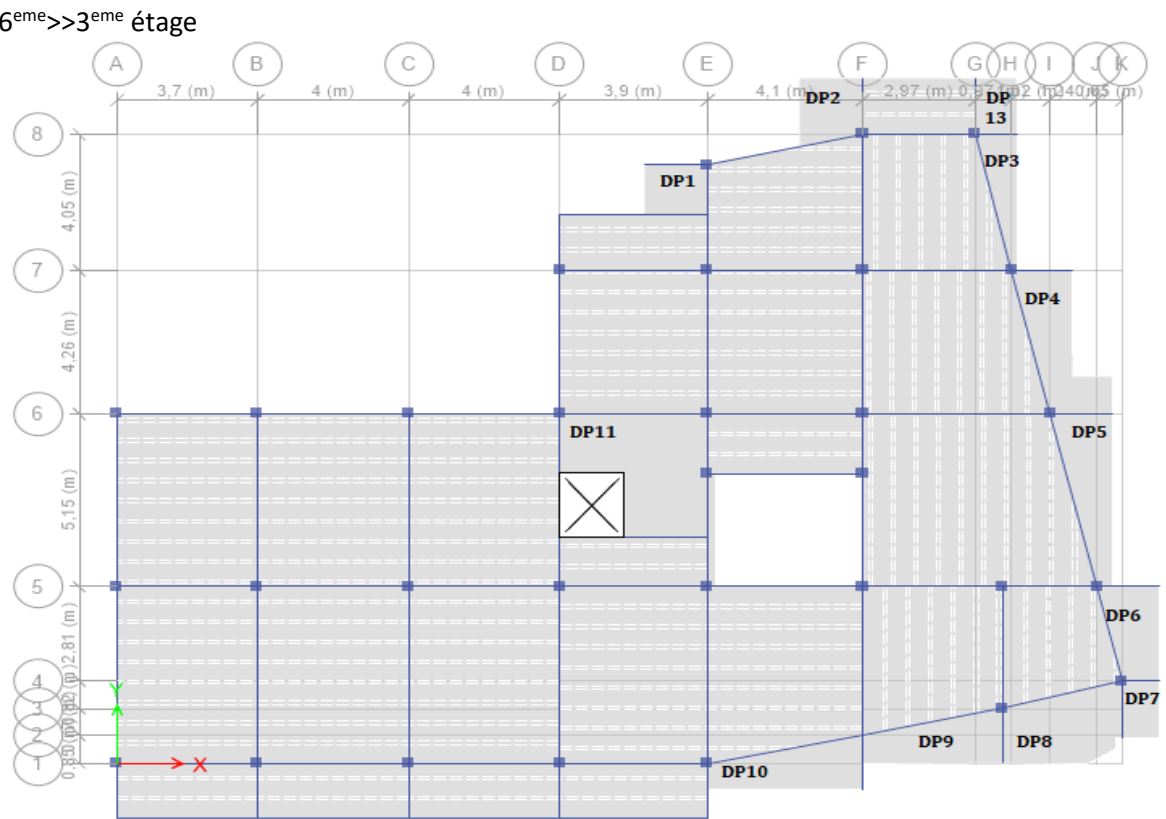 6eme>>3eme étage
A B C D E F G H I J K
3,7 (m) 4 (m) 4 (m) 3,9 (m) 4,1 (m) 2,97 (m)
DP2 DP
13
8
DP3
DP1
4,05 (m)
7
DP4
4,26 (m)
6
DP11 DP5
5,15 (m)
5
DP6
2,81 (m)
4
Y
DP7
3
2
DP9 DP8
1
X
DP10